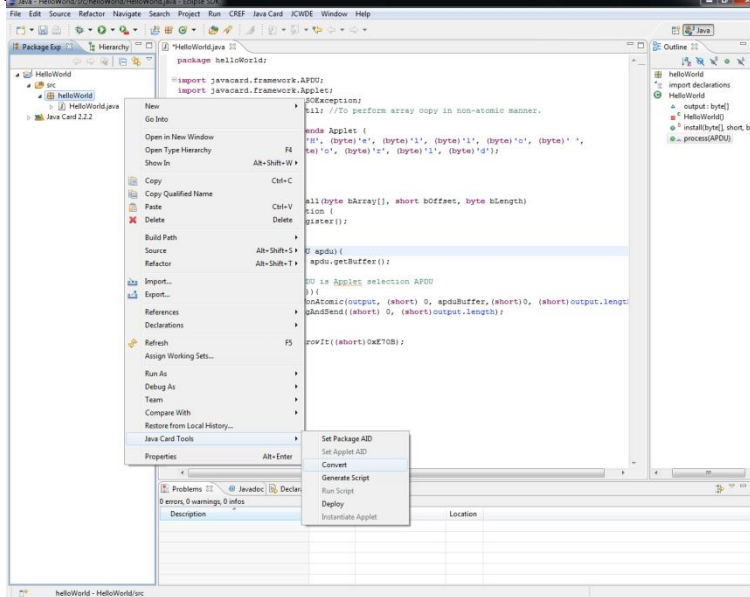 Java - HelloWorld/src/helloWorld/HelloWorld.java - Eclipse SDK
File Edit Source Refactor Navigate Search Project Run CREF Java Card JCWDE Window Help
Java
Package Exp
Hierarchy
HelloWorld
src
helloWorld
HelloWorld.java
Java Card 2.2.2
*HelloWorld.java
package helloWorld;
import javacard.framework.APDU;
import javacard.framework.Applet;
SOException;
til; //To perform array copy in non-atomic manner.
ends Applet {
'H', (byte)'e', (byte)'l', (byte)'l', (byte)'o', (byte)' ',
te)'o', (byte)'r', (byte)'l', (byte)'d'};
all(byte bArray[], short bOffset, byte bLength)
tion {
gister();
U apdu){
apdu.getBuffer();
DU is Applet selection APDU
)){
onAtomic(output, (short) 0, apduBuffer,(short)0, (short)output.lengt
gAndSend((short) 0, (short)output.length);
rowIt((short)0xE70B);
New
Go Into
Open in New Window
Open Type Hierarchy F4
Show In Alt+Shift+W
Copy Ctrl+C
Copy Qualified Name
Paste Ctrl+V
Delete Delete
Build Path
Source Alt+Shift+S
Refactor Alt+Shift+T
Import...
Export...
References
Declarations
Refresh F5
Assign Working Sets...
Run As
Debug As
Team
Compare With
Restore from Local History...
Java Card Tools
Properties Alt+Enter
Set Package AID
Set Applet AID
Convert
Generate Script
Run Script
Deploy
Instantiate Applet
Outline
helloWorld
import declarations
HelloWorld
output : byte[]
HelloWorld()
install(byte[], short, b
process(APDU)
Problems
Javadoc
Declar
0 errors, 0 warnings, 0 infos
Description
Location
helloWorld - HelloWorld/src